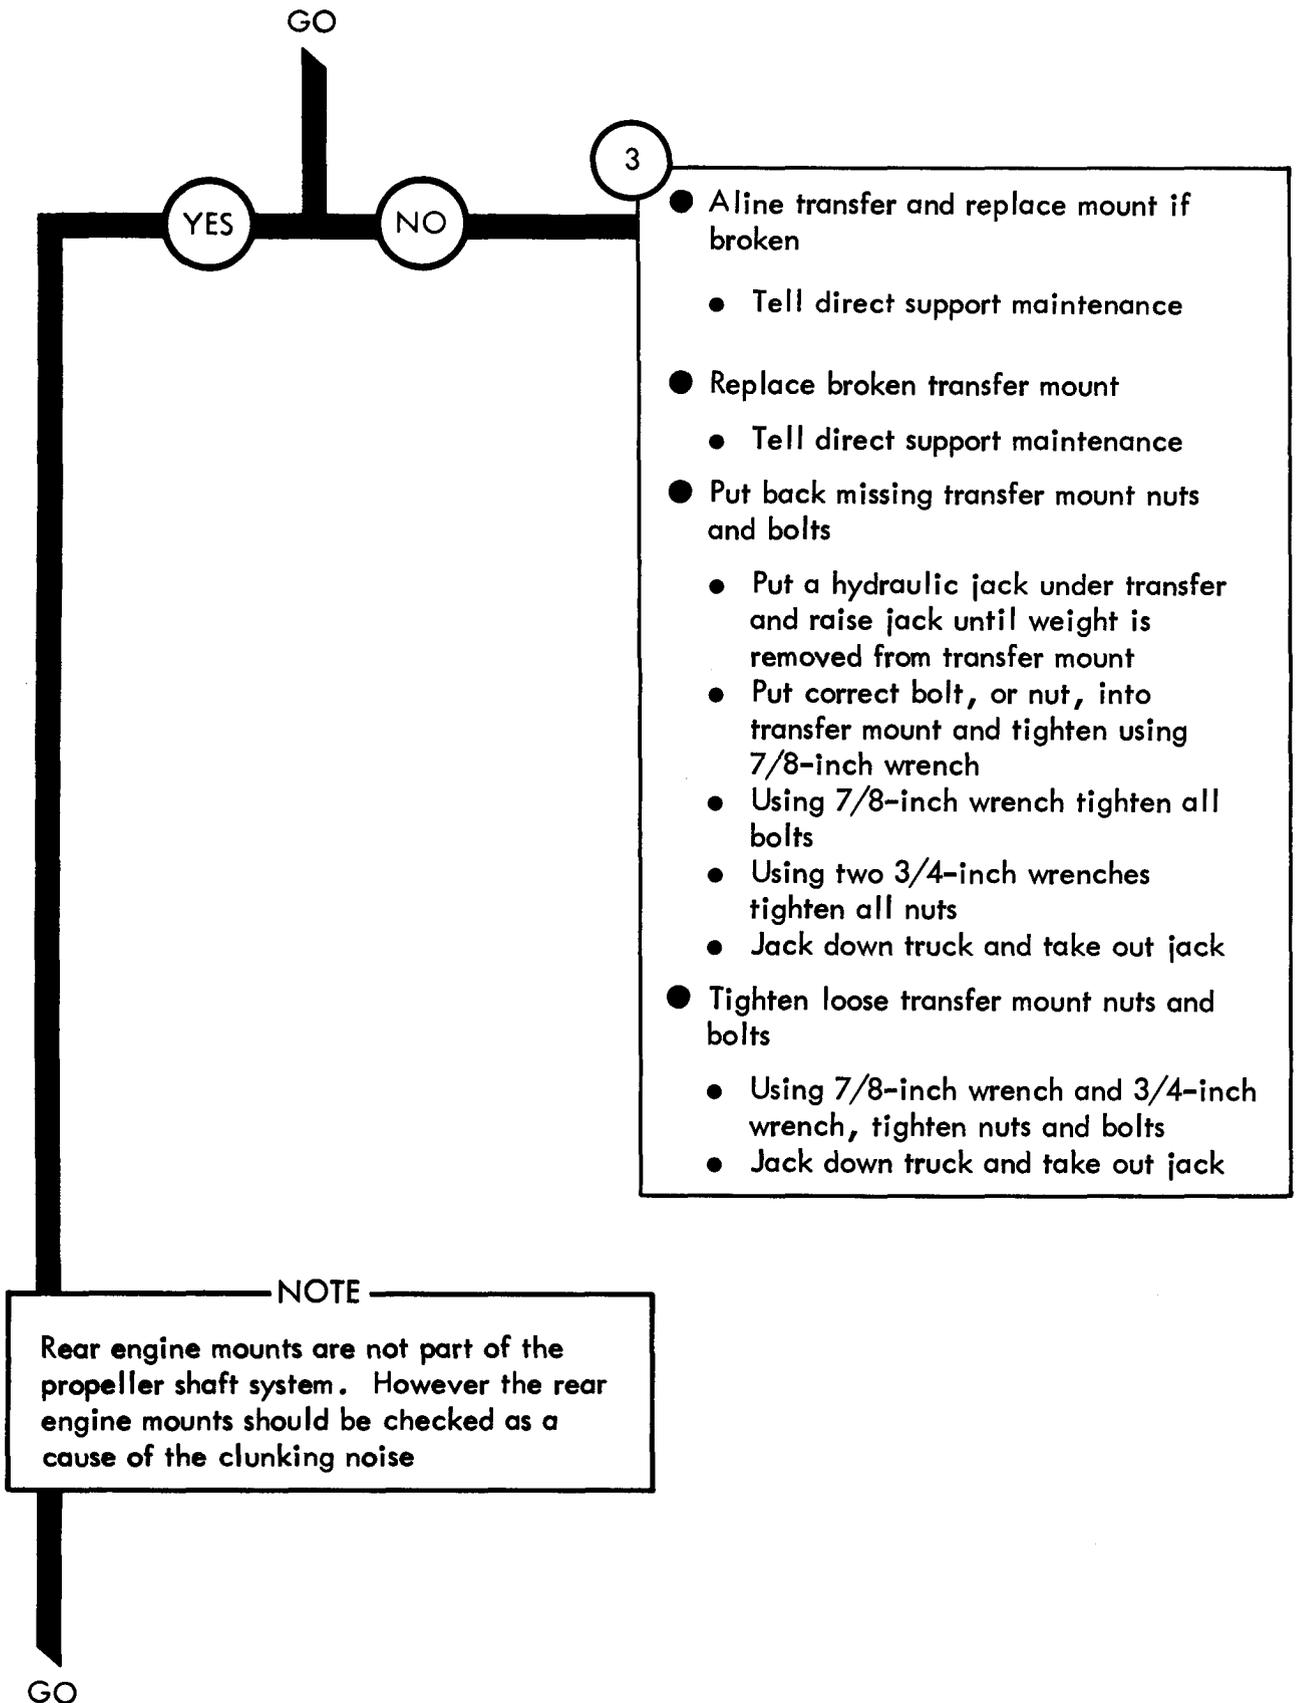 GO
YES
NO
3
● Aline transfer and replace mount if
broken
● Tell direct support maintenance
● Replace broken transfer mount
● Tell direct support maintenance
● Put back missing transfer mount nuts
and bolts
● Put a hydraulic jack under transfer
and raise jack until weight is
removed from transfer mount
● Put correct bolt, or nut, into
transfer mount and tighten using
7/8-inch wrench
● Using 7/8-inch wrench tighten all
bolts
● Using two 3/4-inch wrenches
tighten all nuts
● Jack down truck and take out jack
● Tighten loose transfer mount nuts and
bolts
● Using 7/8-inch wrench and 3/4-inch
wrench, tighten nuts and bolts
● Jack down truck and take out jack
NOTE
Rear engine mounts are not part of the
propeller shaft system. However the rear
engine mounts should be checked as a
cause of the clunking noise
GO